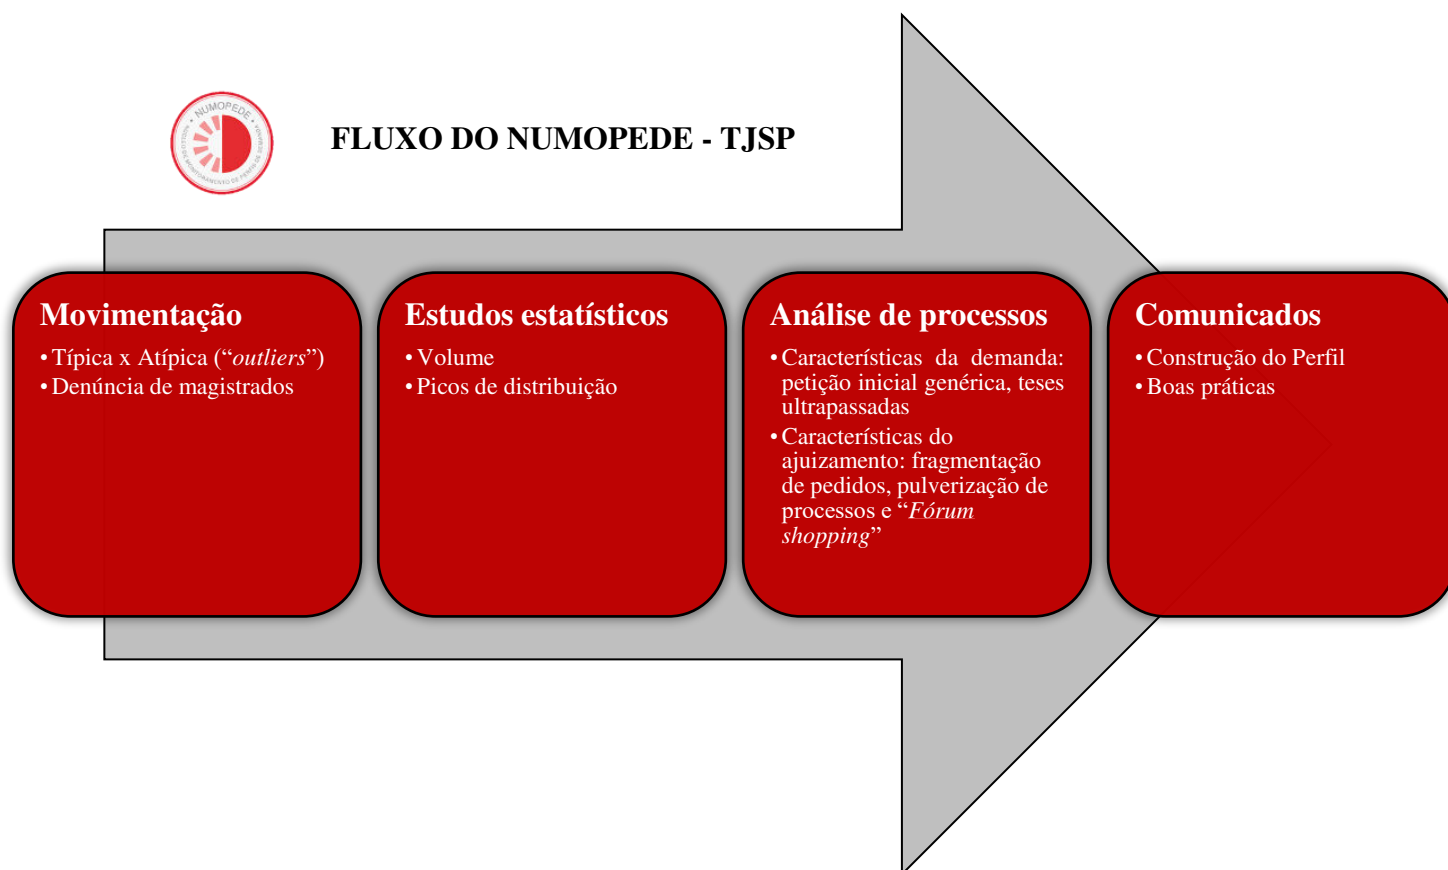 NUMOPEDE
FLUXO DO NUMOPEDE - TJSP
Movimentação
• Típica x Atípica (“outliers”)
• Denúncia de magistrados
Estudos estatísticos
• Volume
• Picos de distribuição
Análise de processos
• Características da demanda:
petição inicial genérica, teses
ultrapassadas
• Características do
ajuizamento: fragmentação
de pedidos, pulverização de
processos e “Fórum
shopping”
Comunicados
• Construção do Perfil
• Boas práticas